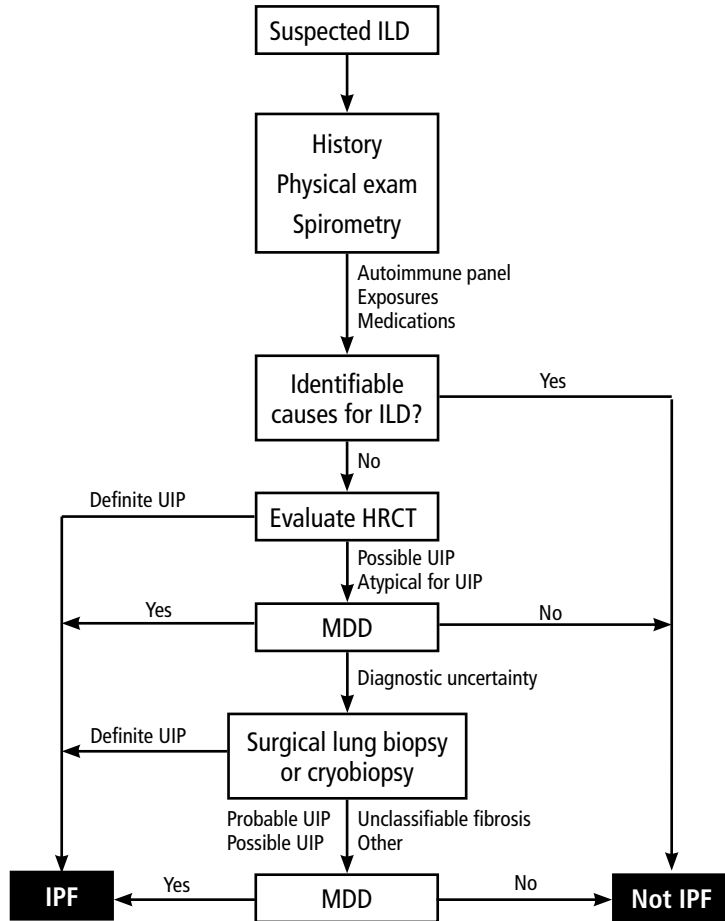 Suspected ILD
History
Physical exam
Spirometry
Autoimmune panel
Exposures
Medications
Identifiable
causes for ILD?
Yes
No
Definite UIP
Evaluate HRCT
Possible UIP
Atypical for UIP
Yes
MDD
No
Diagnostic uncertainty
Definite UIP
Surgical lung biopsy
or cryobiopsy
Probable UIP
Possible UIP
Unclassifiable fibrosis
Other
IPF
Yes
MDD
No
Not IPF